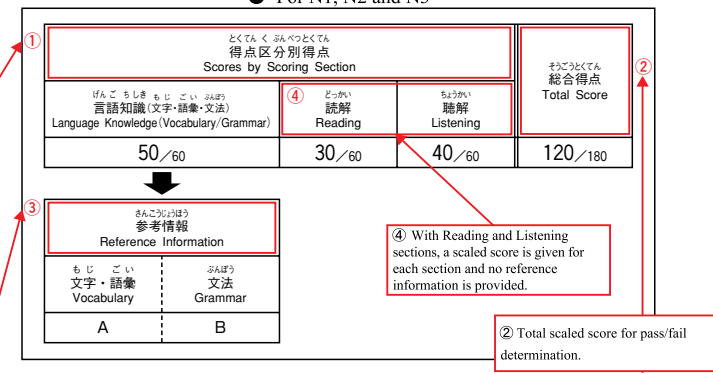 ● For N1, N2 and N3
①
とくてん く ぶんべつとくてん
得点区分別得点
Scores by Scoring Section
そうごうとくてん
総合得点
Total Score
②
げんご ちしき も じ ご い ぶんぽう
言語知識(文字・語彙・文法)
Language Knowledge(Vocabulary/Grammar)
④
どっかい
読解
Reading
ちょうかい
聴解
Listening
50/60
30/60
40/60
120/180
③
さんこうじょうほう
参考情報
Reference Information
も じ ご い
文字・語彙
Vocabulary
ぶんぽう
文法
Grammar
A
B
④ With Reading and Listening
sections, a scaled score is given for
each section and no reference
information is provided.
② Total scaled score for pass/fail
determination.